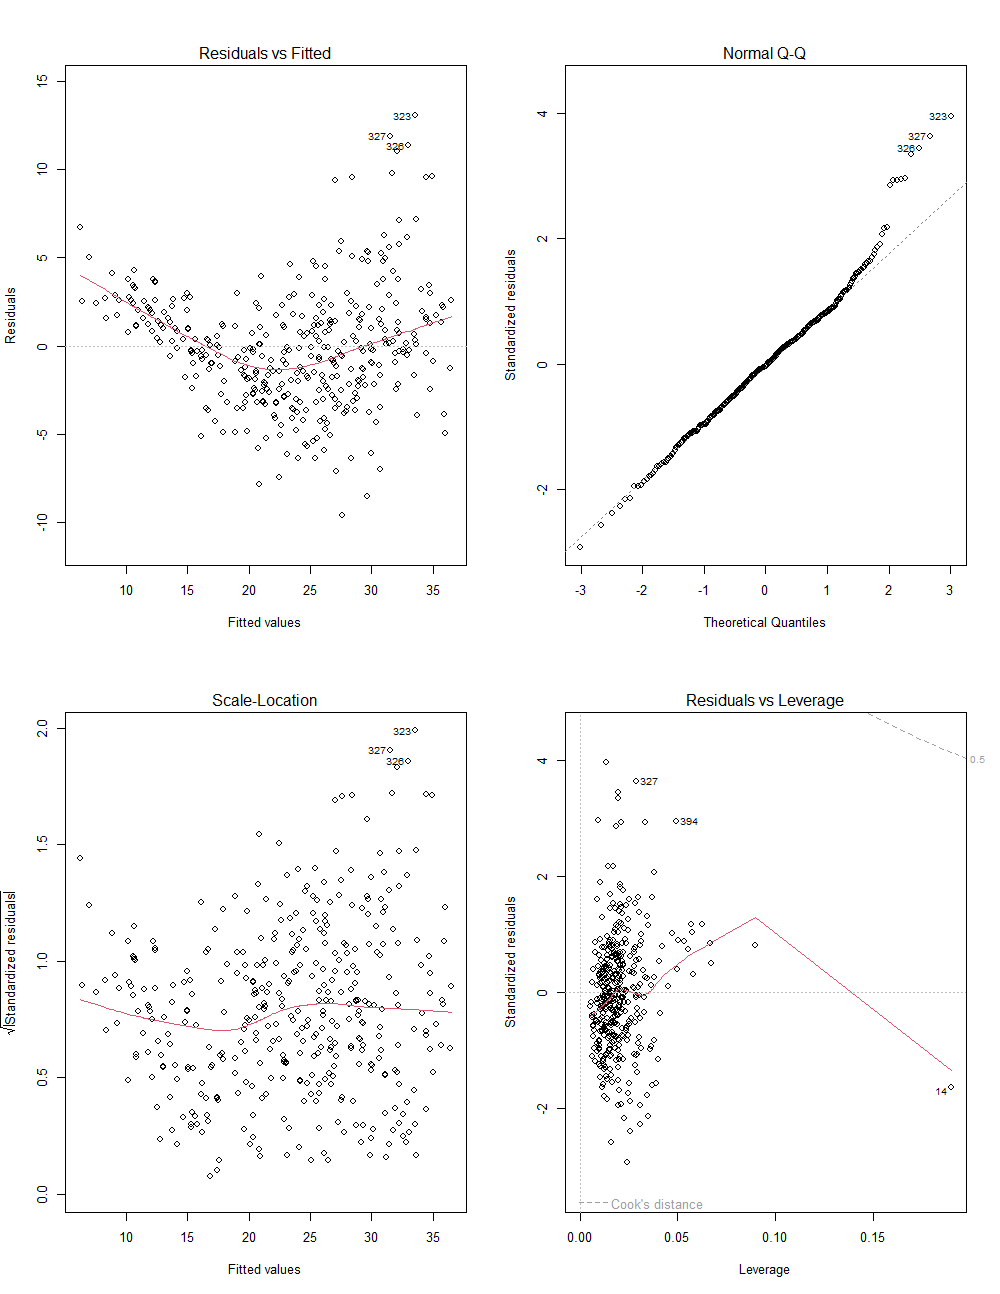 Residuals vs Fitted
Residuals
15
10
5
0
-5
-10
323
327
326
10 15 20 25 30 35
Fitted values
Normal Q-Q
Standardized residuals
4
2
0
-2
323
327
326
-3 -2 -1 0 1 2 3
Theoretical Quantiles
Scale-Location
√|Standardized residuals|
2.0
1.5
1.0
0.5
0.0
323
327
326
10 15 20 25 30 35
Fitted values
Residuals vs Leverage
Standardized residuals
4
2
0
-2
0.5
327
394
14
Cook's distance
0.00 0.05 0.10 0.15
Leverage